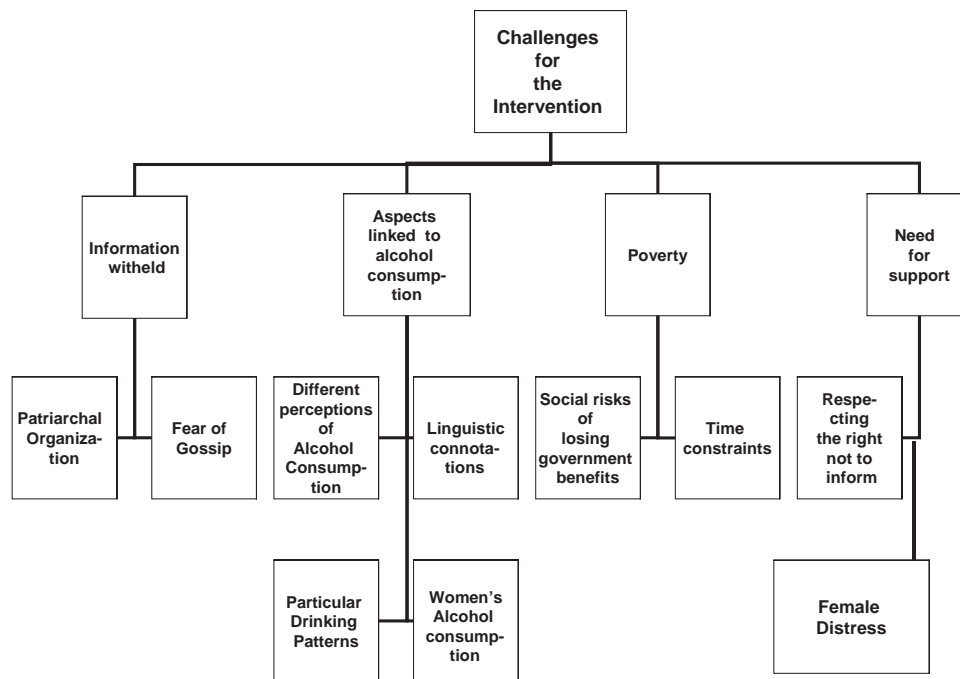 Challenges
for
the
Intervention
Information
witheld
Aspects
linked to
alcohol
consump-
tion
Poverty
Need
for
support
Patriarchal
Organiza-
tion
Fear of
Gossip
Different
perceptions
of
Alcohol
Consump-
tion
Linguistic
connota-
tions
Social risks
of
losing
government
benefits
Time
constraints
Respe-
cting
the right
not to
inform
Particular
Drinking
Patterns
Women's
Alcohol
consump-
tion
Female
Distress